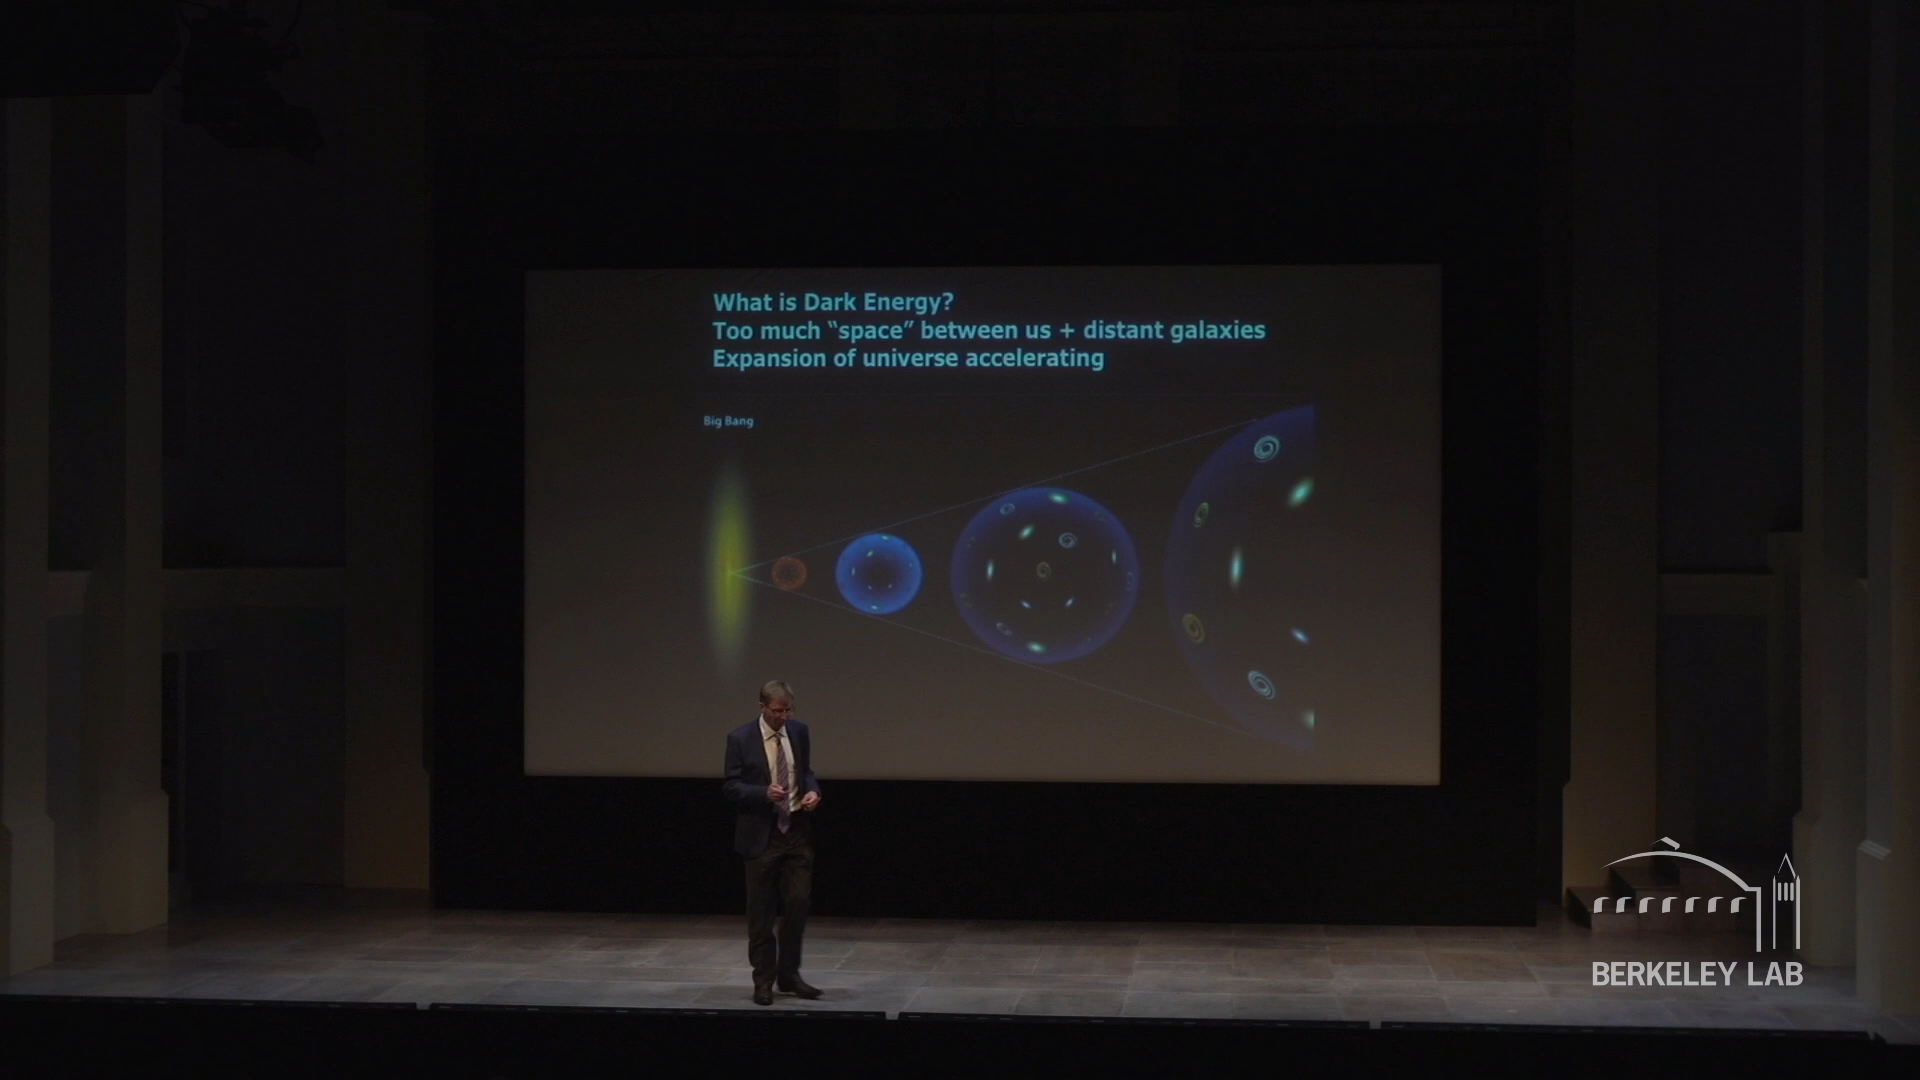 What is Dark Energy?
Too much “space” between us + distant galaxies
Expansion of universe accelerating
Big Bang
BERKELEY LAB